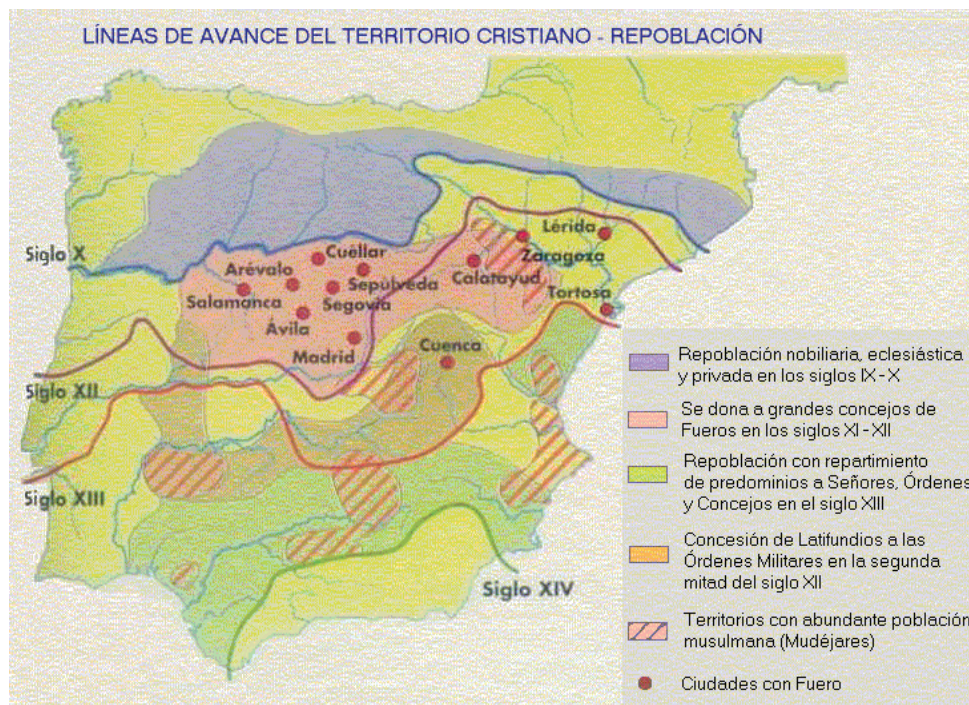 LÍNEAS DE AVANCE DEL TERRITORIO CRISTIANO - REPOBLACIÓN
Siglo X
Cuéllar
Arévalo
Sepúlveda
Salamanca
Segovia
Ávila
Madrid
Calatayud
Lérida
Zaragoza
Tortosa
Cuenca
Siglo XII
Siglo XIII
Siglo XIV
Repoblación nobiliaria, eclesiástica
y privada en los siglos IX - X
Se dona a grandes concejos de
Fueros en los siglos XI - XII
Repoblación con repartimiento
de predominios a Señores, Órdenes
y Concejos en el siglo XIII
Concesión de Latifundios a las
Órdenes Militares en la segunda
mitad del siglo XII
Territorios con abundante población
musulmana (Mudéjares)
Ciudades con Fuero